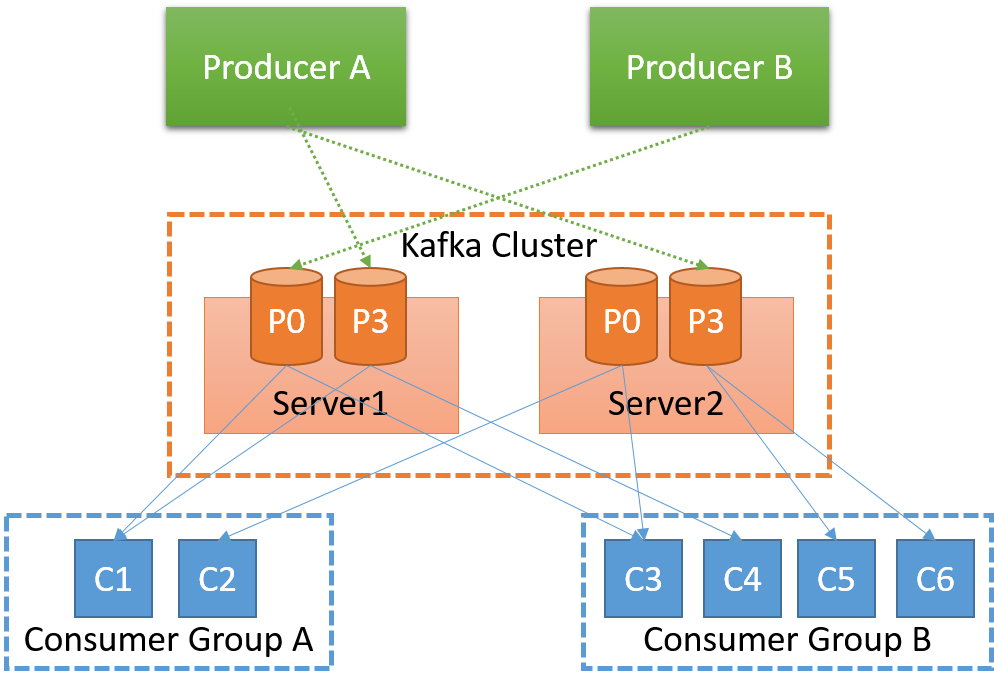 Producer A
Producer B
Kafka Cluster
P0
P3
P0
P3
Server1
Server2
C1
C2
C3
C4
C5
C6
Consumer Group A
Consumer Group B